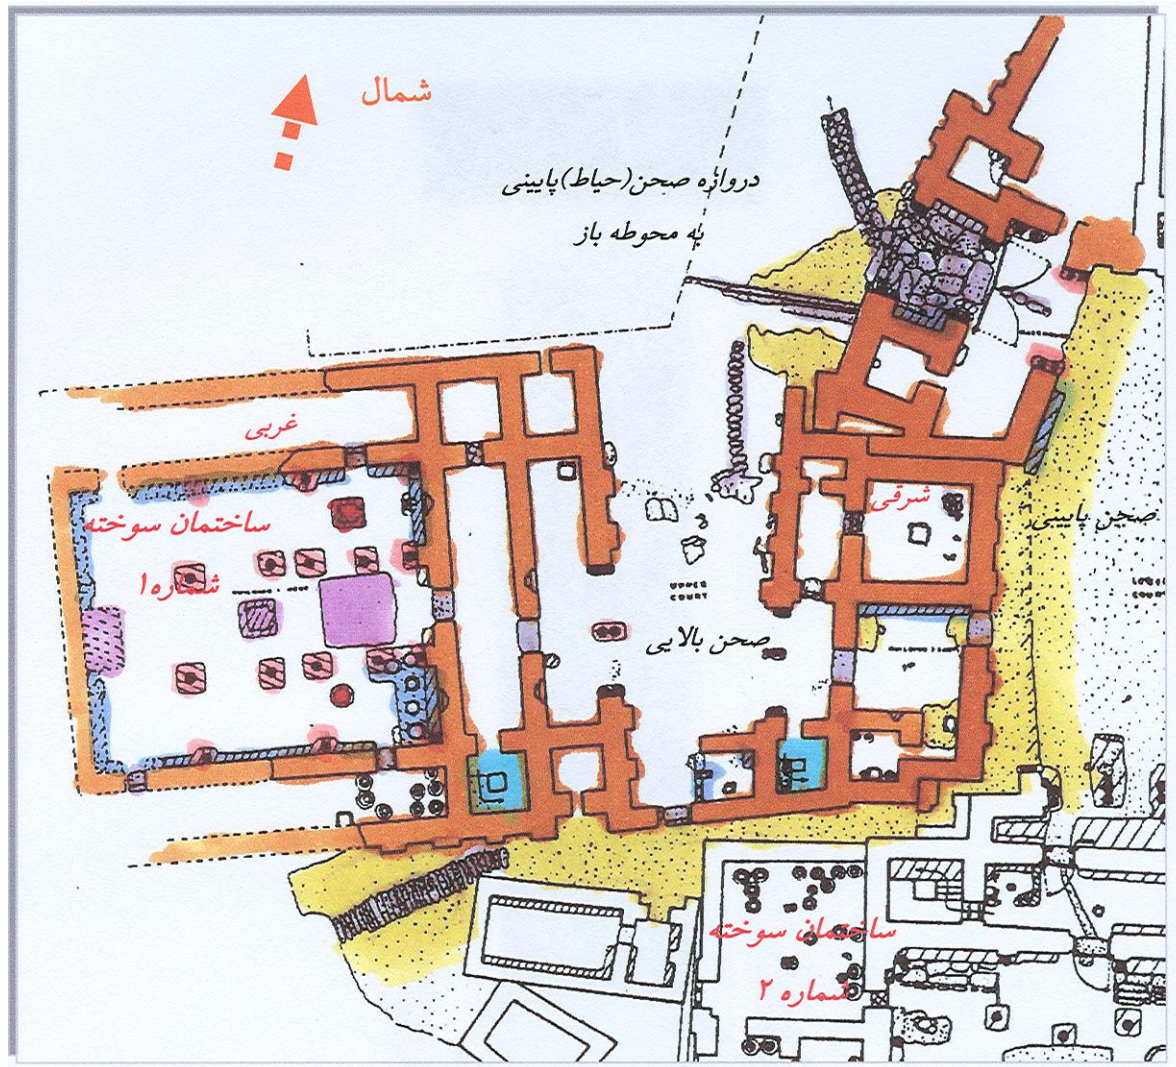 شمال
دروازه صحن(حیاط)پایینی
به محوطه باز
غربی
ساختمان سوخته
شماره۱
شرقی
صحن پایینی
UPPER
COURT
صحن بالایی
ساختمان سوخته
شماره ۲